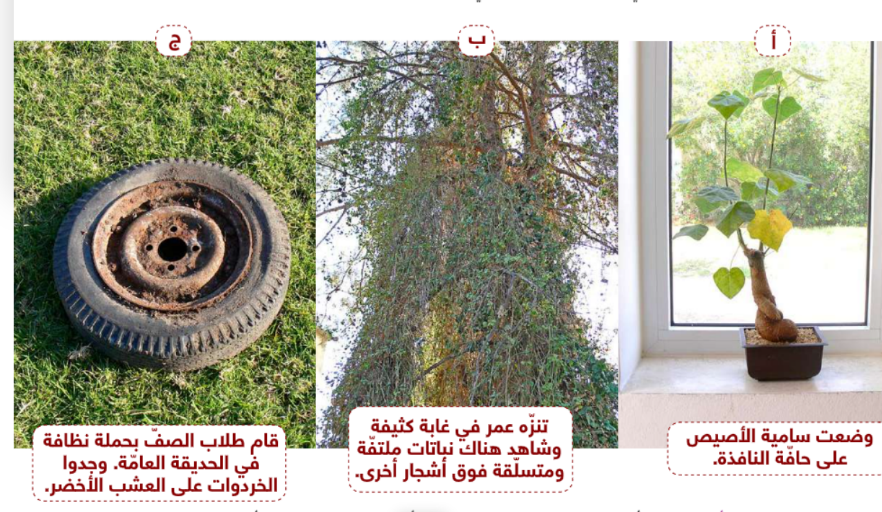 أ
وضعت سامية الأصيص
على حافّة النافذة.
ب
تنزّه عمر في غابة كثيفة
وشاهد هناك نباتات ملتفّة
ومتسلّقة فوق أشجار أخرى.
ج
قام طلاب الصفّ بحملة نظافة
في الحديقة العامّة. وجدوا
الخردوات على العشب الأخضر.